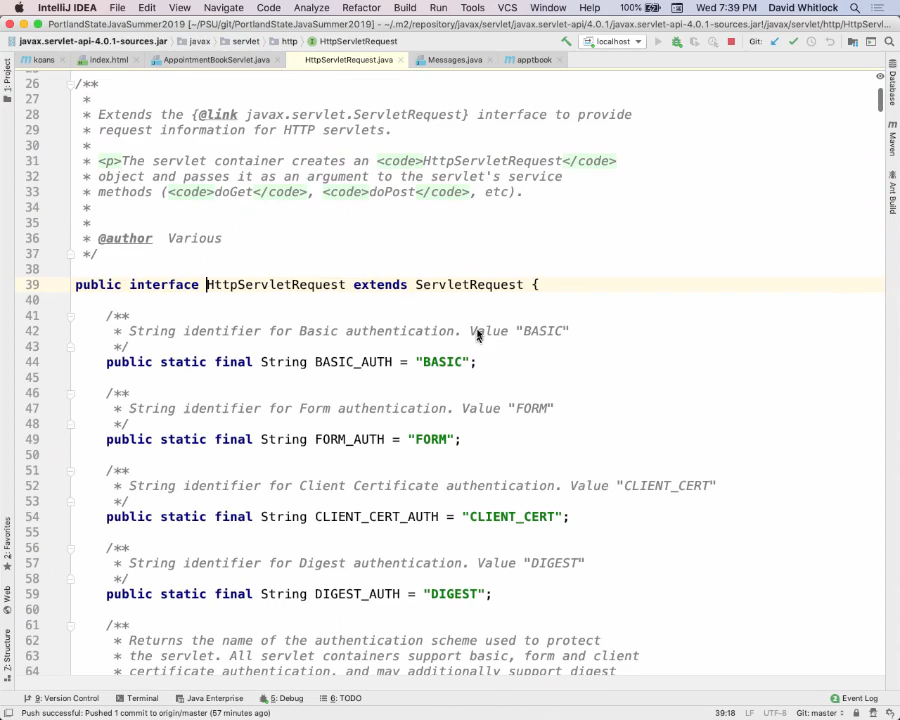 IntelliJ IDEA File Edit View Navigate Code Analyze Refactor Build Run Tools VCS Window Help 100% Wed 7:39 PM David Whitlock
PortlandStateJavaSummer2019 [~/PSU/git/PortlandStateJavaSummer2019] - ~/.m2/repository/javax/servlet/javax.servlet-api/4.0.1/javax.servlet-api-4.0.1-sources.jar!/javax/servlet/http/HttpServl...
javax.servlet-api-4.0.1-sources.jar javax servlet http HttpServletRequest localhost Git:
koans index.html AppointmentBookServlet.java HttpServletRequest.java Messages.java apptbook
26 /**
27 *
28 * Extends the {@link javax.servlet.ServletRequest} interface to provide
29 * request information for HTTP servlets.
30 *
31 * <p>The servlet container creates an <code>HttpServletRequest</code>
32 * object and passes it as an argument to the servlet's service
33 * methods (<code>doGet</code>, <code>doPost</code>, etc).
34 *
35 *
36 * @author Various
37 */
38
39 public interface HttpServletRequest extends ServletRequest {
40
41 /**
42 * String identifier for Basic authentication. Value "BASIC"
43 */
44 public static final String BASIC_AUTH = "BASIC";
45
46 /**
47 * String identifier for Form authentication. Value "FORM"
48 */
49 public static final String FORM_AUTH = "FORM";
50
51 /**
52 * String identifier for Client Certificate authentication. Value "CLIENT_CERT"
53 */
54 public static final String CLIENT_CERT_AUTH = "CLIENT_CERT";
55
56 /**
57 * String identifier for Digest authentication. Value "DIGEST"
58 */
59 public static final String DIGEST_AUTH = "DIGEST";
60
61 /**
62 * Returns the name of the authentication scheme used to protect
63 * the servlet. All servlet containers support basic, form and client
64 * certificate authentication, and may additionally support digest
1: Project
2: Favorites
Web
7: Structure
Database
Maven
Ant Build
9: Version Control Terminal Java Enterprise 5: Debug 6: TODO Event Log
Push successful: Pushed 1 commit to origin/master (57 minutes ago) 39:18 LF UTF-8 Git: master